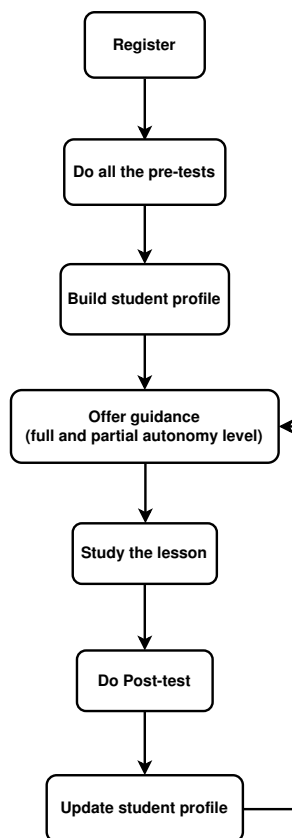 Register
Do all the pre-tests
Build student profile
Offer guidance
(full and partial autonomy level)
Study the lesson
Do Post-test
Update student profile